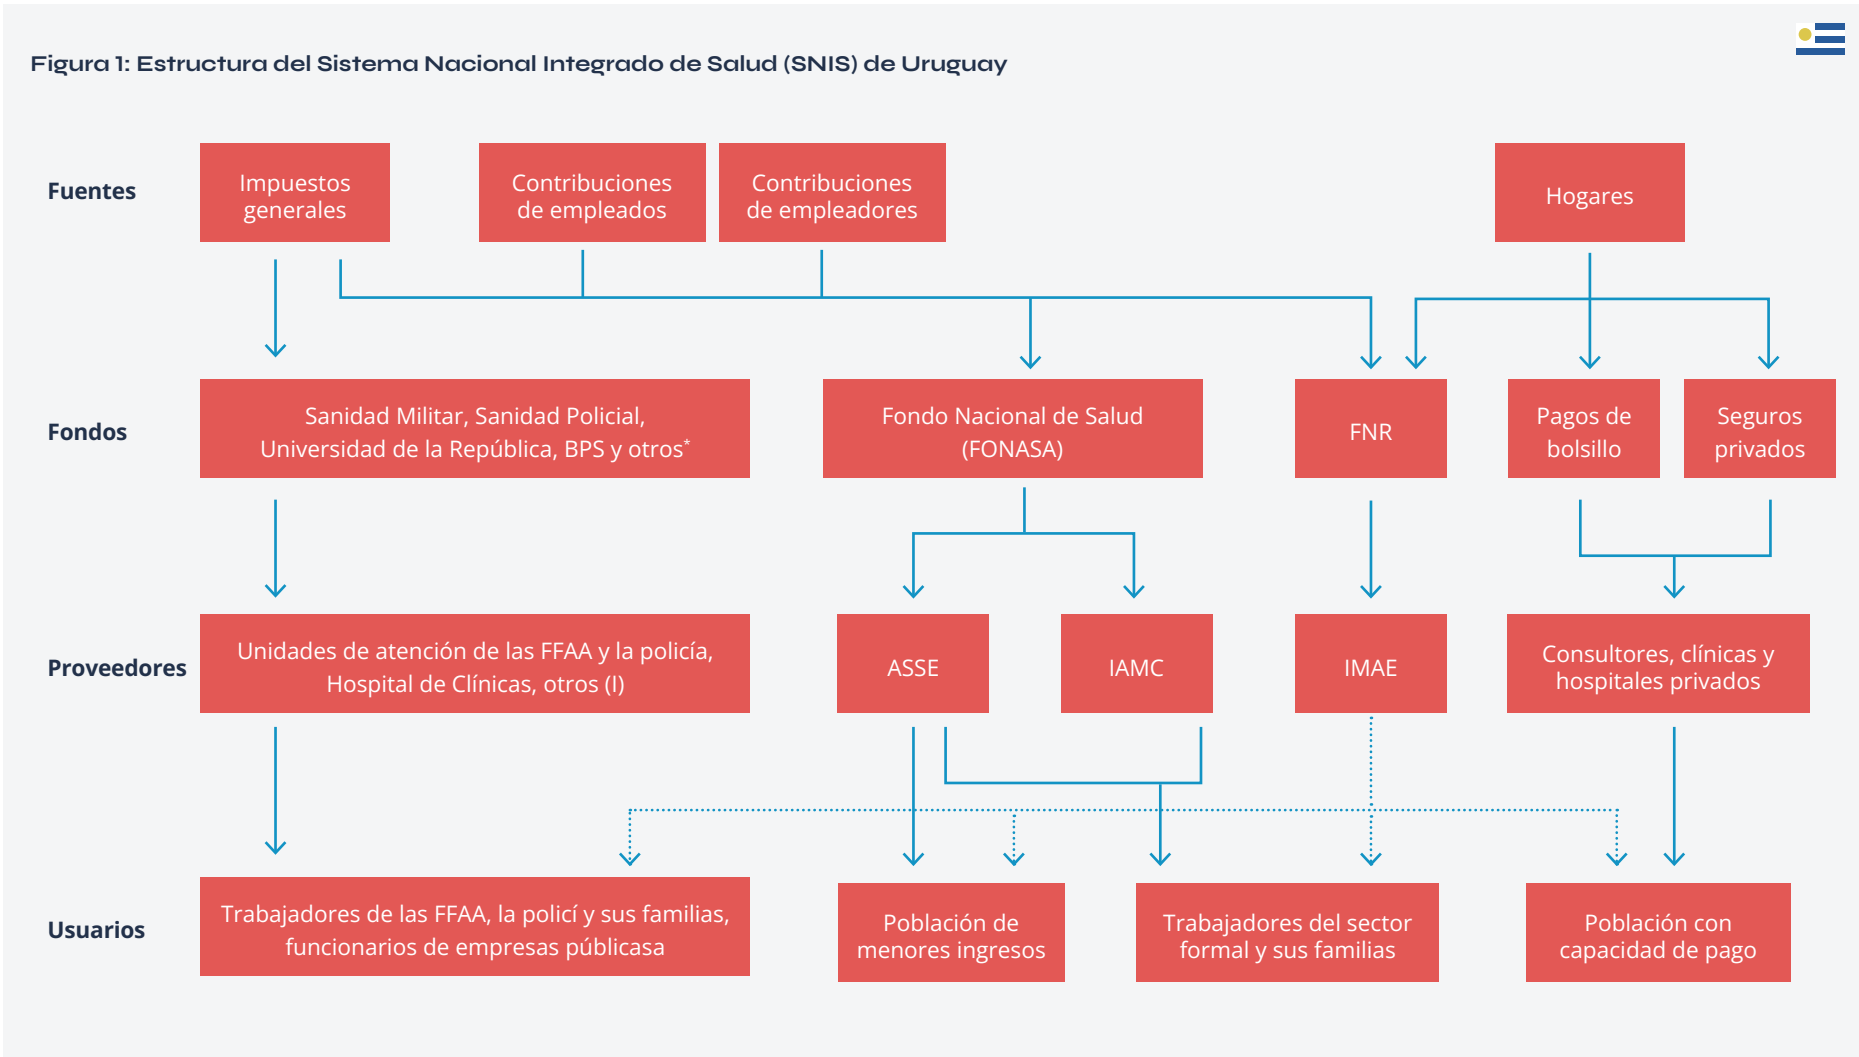 Figura 1: Estructura del Sistema Nacional Integrado de Salud (SNIS) de Uruguay
Fuentes
Impuestos
generales
Contribuciones
de empleados
Contribuciones
de empleadores
Hogares
Fondos
Sanidad Militar, Sanidad Policial,
Universidad de la República, BPS y otros*
Fondo Nacional de Salud
(FONASA)
FNR
Pagos de
bolsillo
Seguros
privados
Proveedores
Unidades de atención de las FFAA y la policía,
Hospital de Clínicas, otros (I)
ASSE
IAMC
IMAE
Consultores, clínicas y
hospitales privados
Usuarios
Trabajadores de las FFAA, la policí y sus familias,
funcionarios de empresas públicasa
Población de
menores ingresos
Trabajadores del sector
formal y sus familias
Población con
capacidad de pago